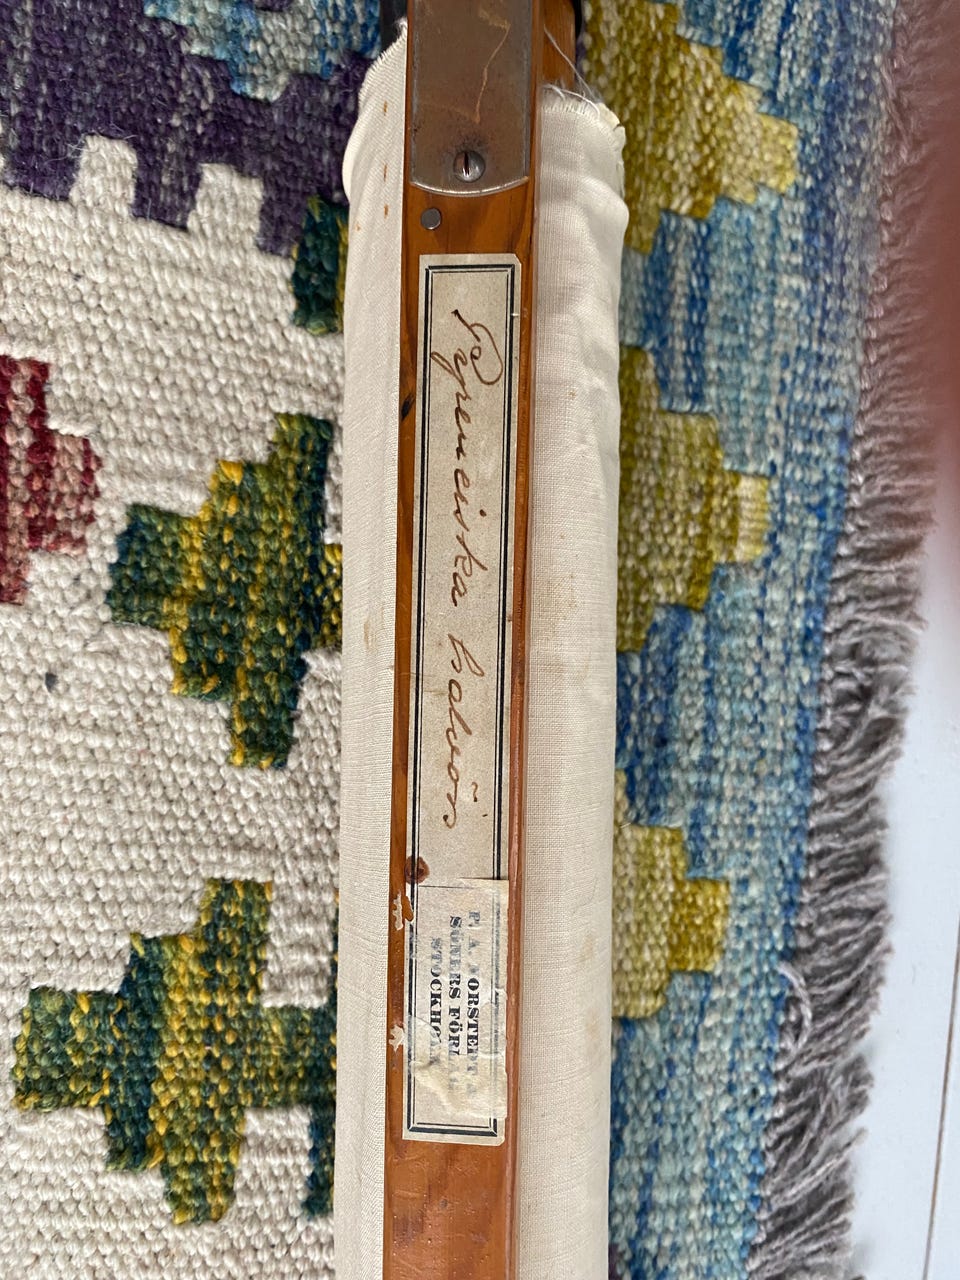 Pyreneiska halvön
P. A. NORSTEDT &
SÖNERS FÖRLAG
STOCKHOLM